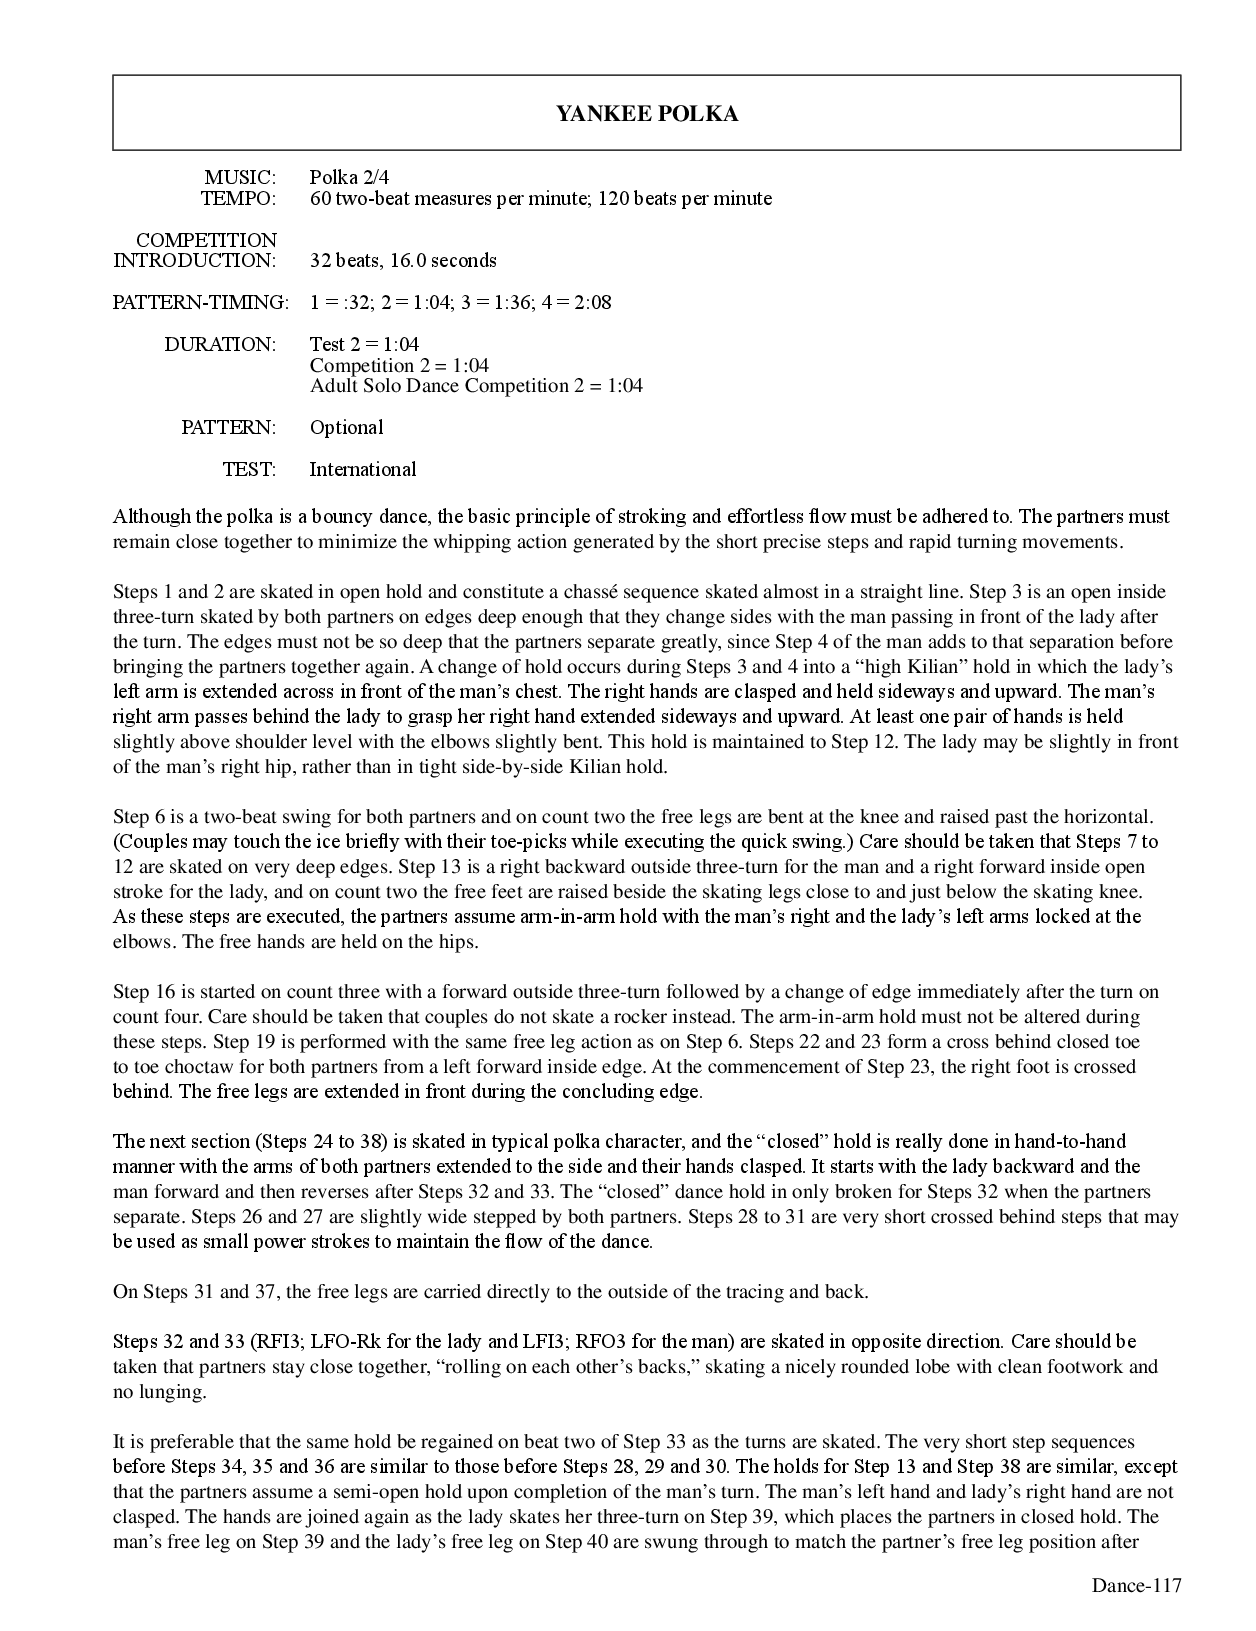 YANKEE POLKA
MUSIC: Polka 2/4
TEMPO: 60 two-beat measures per minute; 120 beats per minute
COMPETITION
INTRODUCTION: 32 beats, 16.0 seconds
PATTERN-TIMING: 1 = :32; 2 = 1:04; 3 = 1:36; 4 = 2:08
DURATION: Test 2 = 1:04
Competition 2 = 1:04
Adult Solo Dance Competition 2 = 1:04
PATTERN: Optional
TEST: International
Although the polka is a bouncy dance, the basic principle of stroking and effortless flow must be adhered to. The partners must
remain close together to minimize the whipping action generated by the short precise steps and rapid turning movements.
Steps 1 and 2 are skated in open hold and constitute a chassé sequence skated almost in a straight line. Step 3 is an open inside
three-turn skated by both partners on edges deep enough that they change sides with the man passing in front of the lady after
the turn. The edges must not be so deep that the partners separate greatly, since Step 4 of the man adds to that separation before
bringing the partners together again. A change of hold occurs during Steps 3 and 4 into a “high Kilian” hold in which the lady’s
left arm is extended across in front of the man’s chest. The right hands are clasped and held sideways and upward. The man’s
right arm passes behind the lady to grasp her right hand extended sideways and upward. At least one pair of hands is held
slightly above shoulder level with the elbows slightly bent. This hold is maintained to Step 12. The lady may be slightly in front
of the man’s right hip, rather than in tight side-by-side Kilian hold.
Step 6 is a two-beat swing for both partners and on count two the free legs are bent at the knee and raised past the horizontal.
(Couples may touch the ice briefly with their toe-picks while executing the quick swing.) Care should be taken that Steps 7 to
12 are skated on very deep edges. Step 13 is a right backward outside three-turn for the man and a right forward inside open
stroke for the lady, and on count two the free feet are raised beside the skating legs close to and just below the skating knee.
As these steps are executed, the partners assume arm-in-arm hold with the man’s right and the lady’s left arms locked at the
elbows. The free hands are held on the hips.
Step 16 is started on count three with a forward outside three-turn followed by a change of edge immediately after the turn on
count four. Care should be taken that couples do not skate a rocker instead. The arm-in-arm hold must not be altered during
these steps. Step 19 is performed with the same free leg action as on Step 6. Steps 22 and 23 form a cross behind closed toe
to toe choctaw for both partners from a left forward inside edge. At the commencement of Step 23, the right foot is crossed
behind. The free legs are extended in front during the concluding edge.
The next section (Steps 24 to 38) is skated in typical polka character, and the “closed” hold is really done in hand-to-hand
manner with the arms of both partners extended to the side and their hands clasped. It starts with the lady backward and the
man forward and then reverses after Steps 32 and 33. The “closed” dance hold in only broken for Steps 32 when the partners
separate. Steps 26 and 27 are slightly wide stepped by both partners. Steps 28 to 31 are very short crossed behind steps that may
be used as small power strokes to maintain the flow of the dance.
On Steps 31 and 37, the free legs are carried directly to the outside of the tracing and back.
Steps 32 and 33 (RFI3; LFO-Rk for the lady and LFI3; RFO3 for the man) are skated in opposite direction. Care should be
taken that partners stay close together, “rolling on each other’s backs,” skating a nicely rounded lobe with clean footwork and
no lunging.
It is preferable that the same hold be regained on beat two of Step 33 as the turns are skated. The very short step sequences
before Steps 34, 35 and 36 are similar to those before Steps 28, 29 and 30. The holds for Step 13 and Step 38 are similar, except
that the partners assume a semi-open hold upon completion of the man’s turn. The man’s left hand and lady’s right hand are not
clasped. The hands are joined again as the lady skates her three-turn on Step 39, which places the partners in closed hold. The
man’s free leg on Step 39 and the lady’s free leg on Step 40 are swung through to match the partner’s free leg position after
Dance-117